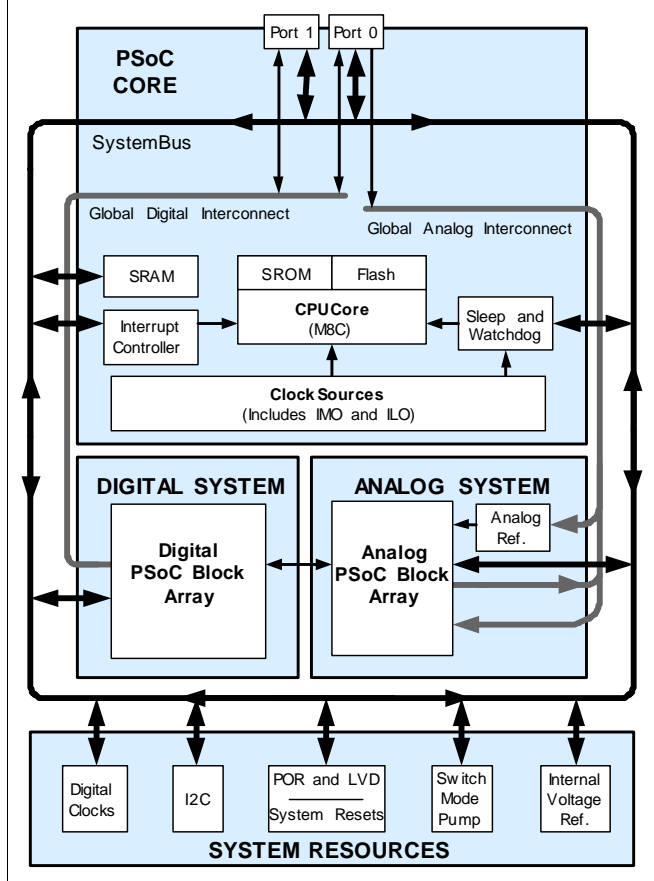 Port 1
Port 0
PSoC
CORE
SystemBus
Global Digital Interconnect
Global Analog Interconnect
SRAM
SROM
Flash
CPUCore
(M8C)
Interrupt
Controller
Sleep and
Watchdog
ClockSources
(Includes IMO and ILO)
DIGITAL SYSTEM
ANALOG SYSTEM
Digital
PSoC Block
Array
Analog
PSoC Block
Array
Analog
Ref.
Digital
Clocks
I2C
POR and LVD
System Resets
Switch
Mode
Pump
Internal
Voltage
Ref.
SYSTEM RESOURCES